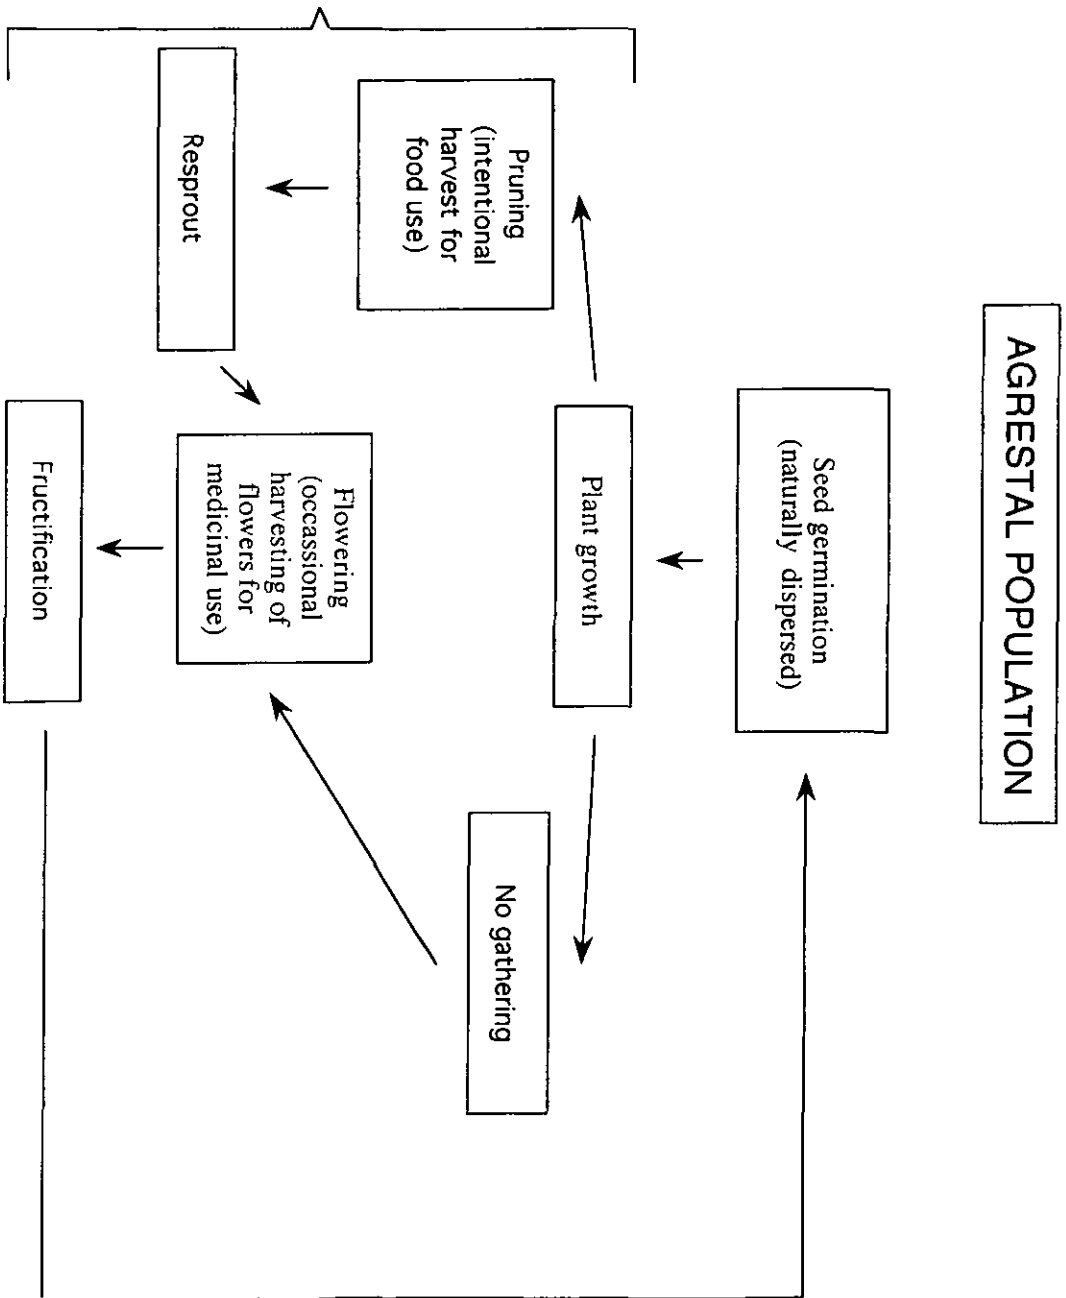 AGRESTAL POPULATION
Seed germination
(naturally dispersed)
Plant growth
Pruning
(intentional
harvest for
food use)
No gathering
Resprout
Flowering
(occassional
harvesting of
flowers for
medicinal use)
Fructification